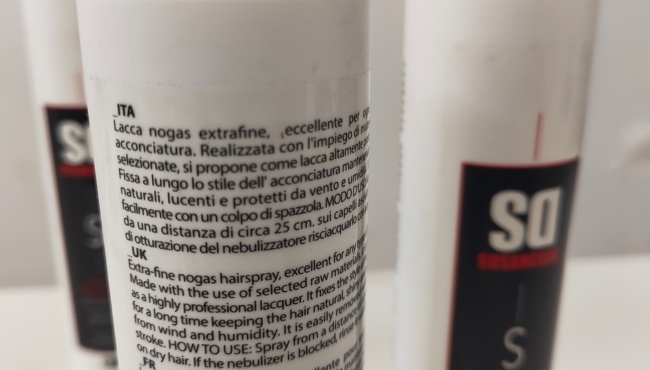 _ITA
Lacca nogas extrafine, eccellente per
acconciatura. Realizzata con l'impiego di
selezionate, si propone come lacca altamente
Fissa a lungo lo stile dell' acconciatura
naturali, lucenti e protetti da vento e
facilmente con un colpo di spazzola. MODO D'USO
da una distanza di circa 25 cm. sui capelli
di otturazione del nebulizzatore risciacquarlo
_UK
Extra-fine nogas hairspray, excellent for any
Made with the use of selected raw
as a highly professional lacquer. It fixes the
for a long time keeping the hair natural,
from wind and humidity. It is easily
stroke. HOW TO USE: Spray from a distance
on dry hair. If the nebulizer is blocked,
_FR
SD
S